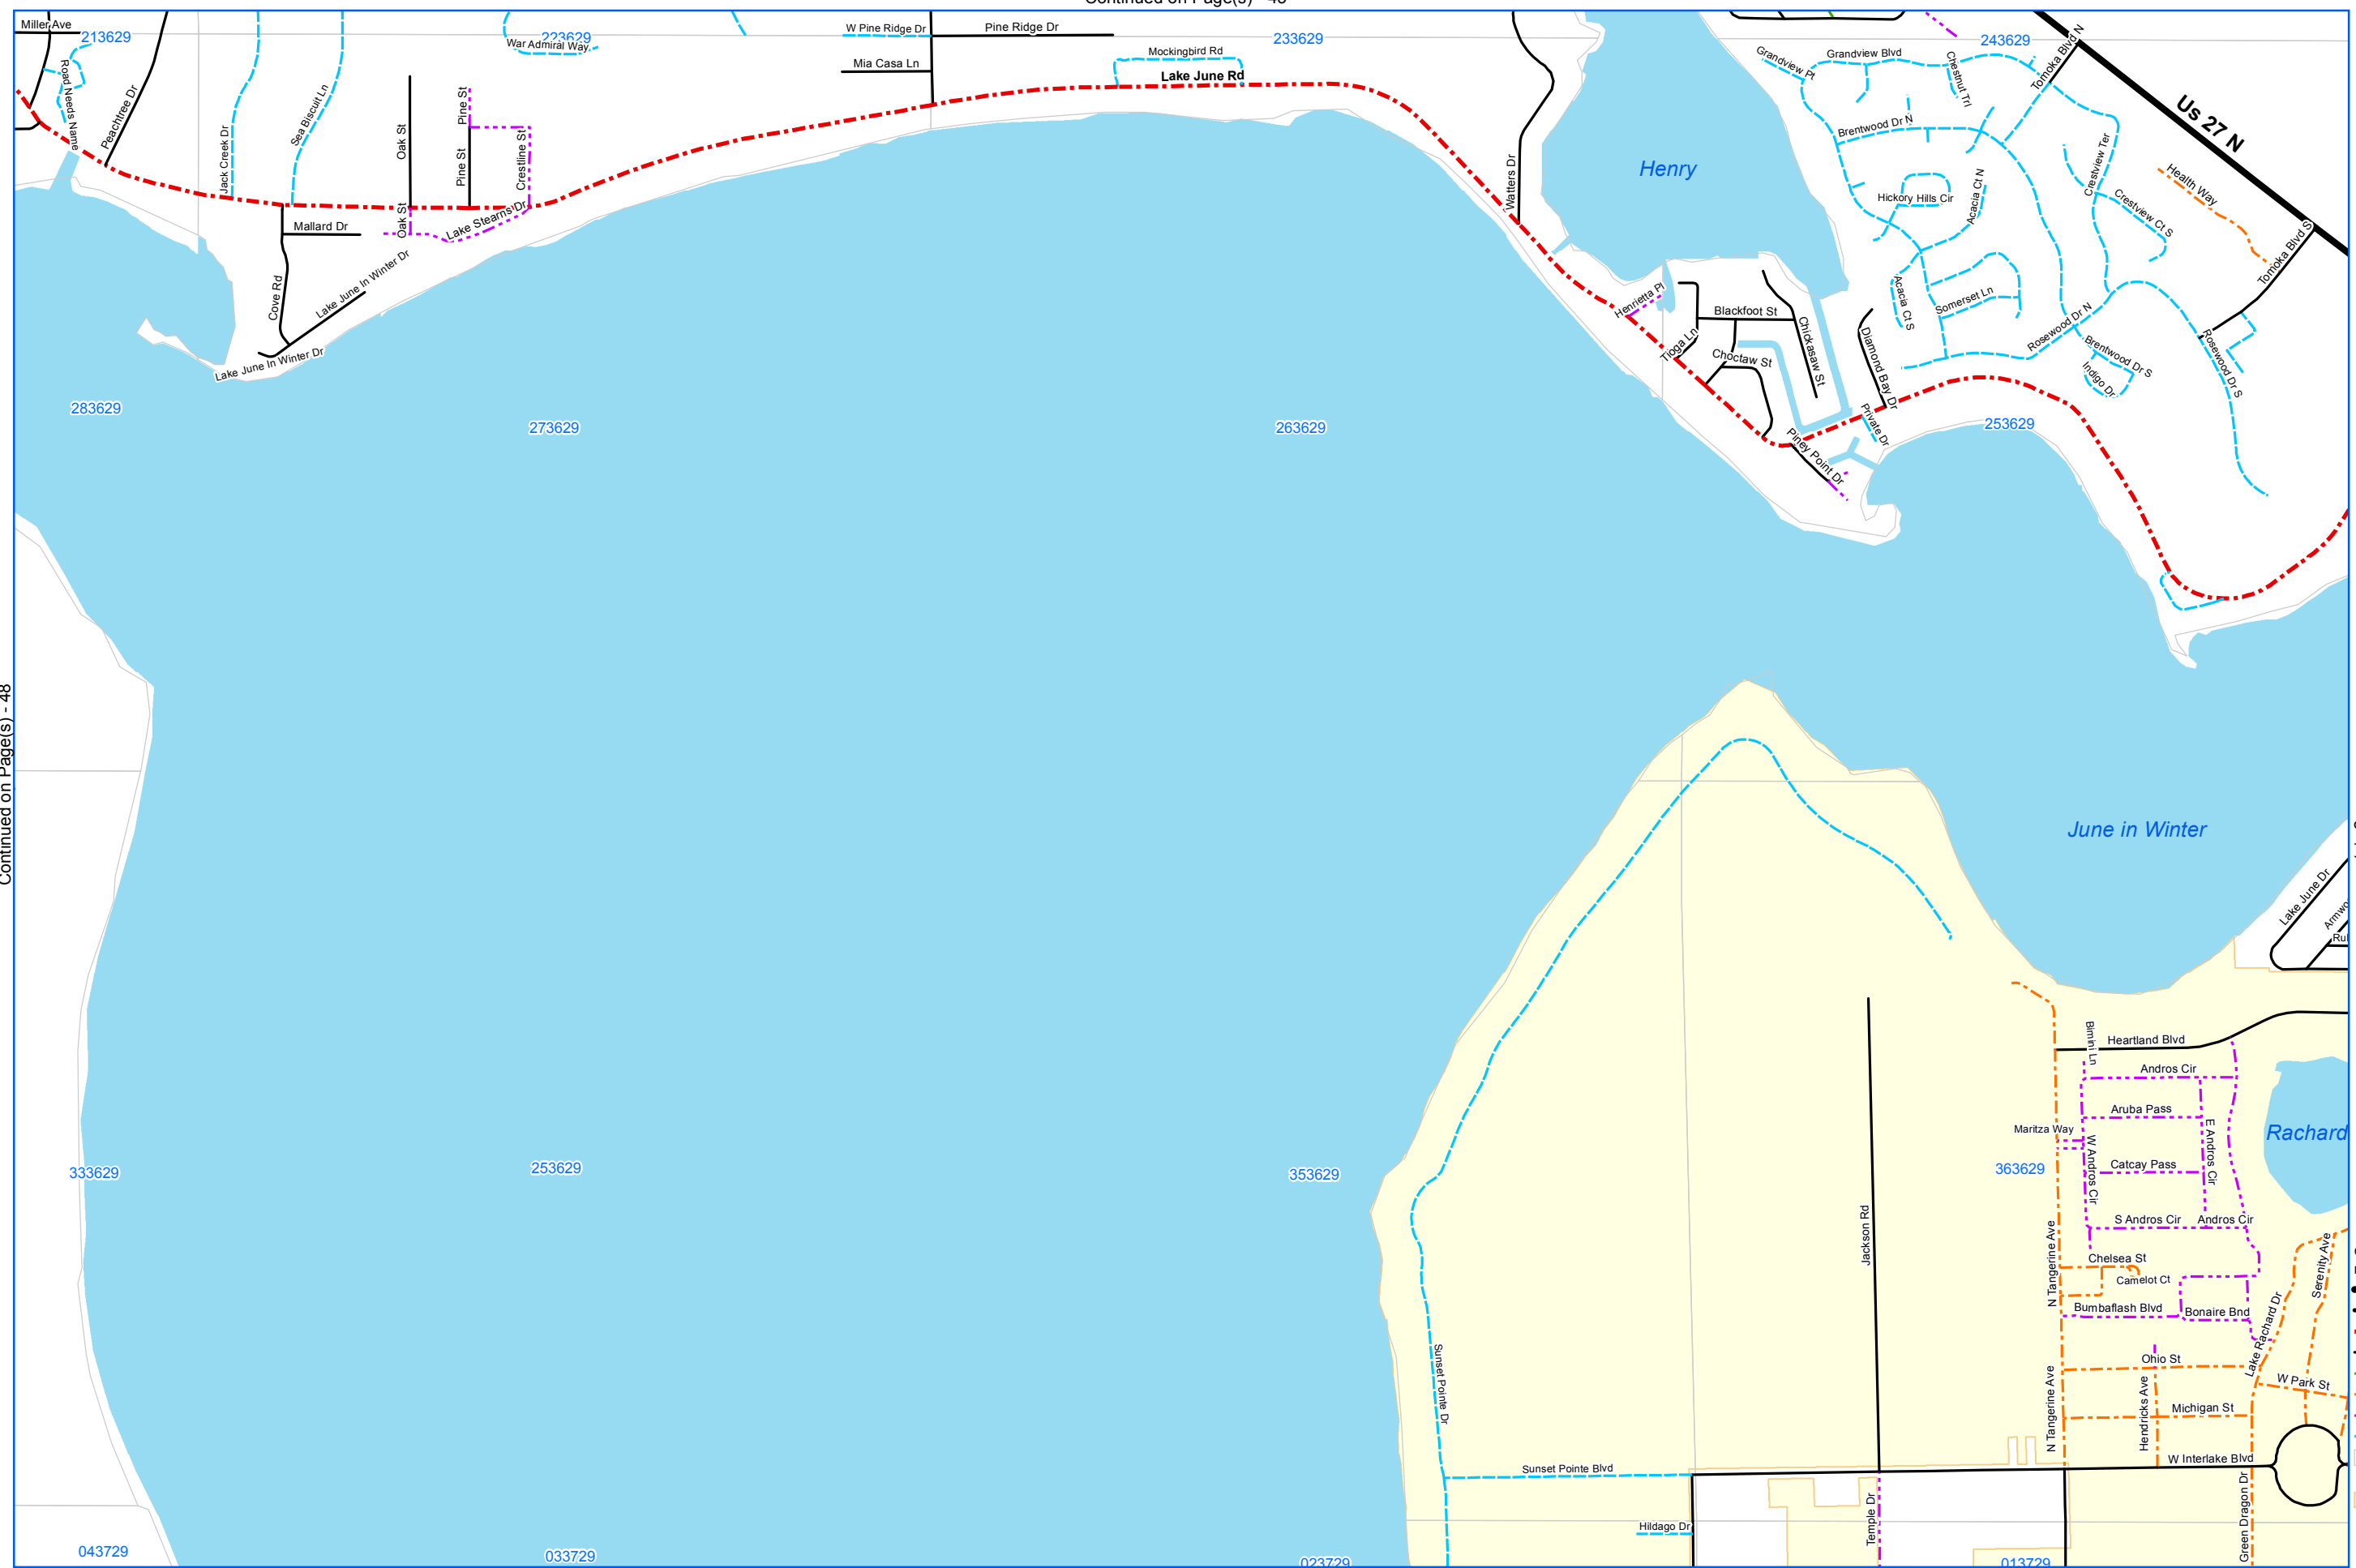 Miller Ave
213629
Road Needs Name
Peachtree Dr
Jack Creek Dr
Sea Biscuit Ln
223629
War Admiral Way
W Pine Ridge Dr
Pine Ridge Dr
Mia Casa Ln
Mockingbird Rd
Lake June Rd
233629
Oak St
Pine St
Pine St
Crestline St
Oak St
Lake Stearns Dr
Mallard Dr
Cove Rd
Lake June In Winter Dr
Lake June In Winter Dr
Watters Dr
Henry
Grandview Pt
Grandview Blvd
Chestnut Trl
243629
Tomoka Blvd N
Us 27 N
Brentwood Dr N
Crestview Ter
Health Way
Hickory Hills Cir
Acacia Ct N
Crestview Ct S
Tomoka Blvd S
Henrietta Pl
Blackfoot St
Tioga Ln
Choctaw St
Chickasaw St
Diamond Bay Dr
Acacia Ct S
Somerset Ln
Rosewood Dr N
Brentwood Dr S
Indigo Dr
Rosewood Dr S
Private Dr
Piney Point Dr
283629
273629
263629
253629
Continued on Page(s) - 48
June in Winter
Lake June Dr
Heartland Blvd
Bimini Ln
Andros Cir
Aruba Pass
Maritza Way
W Andros Cir
E Andros Cir
Rachard
Catcay Pass
333629
253629
353629
363629
Jackson Rd
S Andros Cir
Andros Cir
N Tangerine Ave
Chelsea St
Camelot Ct
Bumbaflash Blvd
Bonaire Bnd
Serenity Ave
Lake Rachard Dr
Sunset Pointe Dr
Ohio St
W Park St
N Tangerine Ave
Hendricks Ave
Michigan St
W Interlake Blvd
Sunset Pointe Blvd
Hildago Dr
Temple Dr
Green Dragon Dr
043729
033729
023729
013729